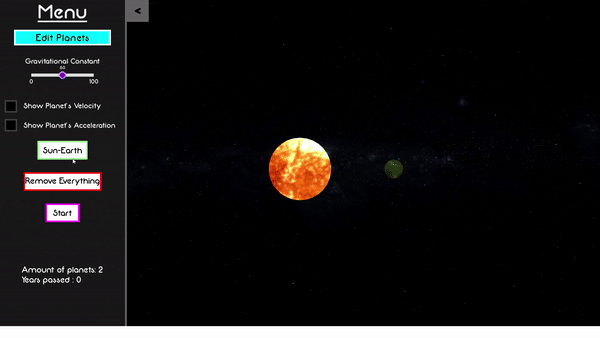 Menu
<
Edit Planets
Gravitational Constant
50
0 100
Show Planet's Velocity
Show Planet's Acceleration
Sun-Earth
Remove Everything
Start
Amount of planets: 2
Years passed : 0